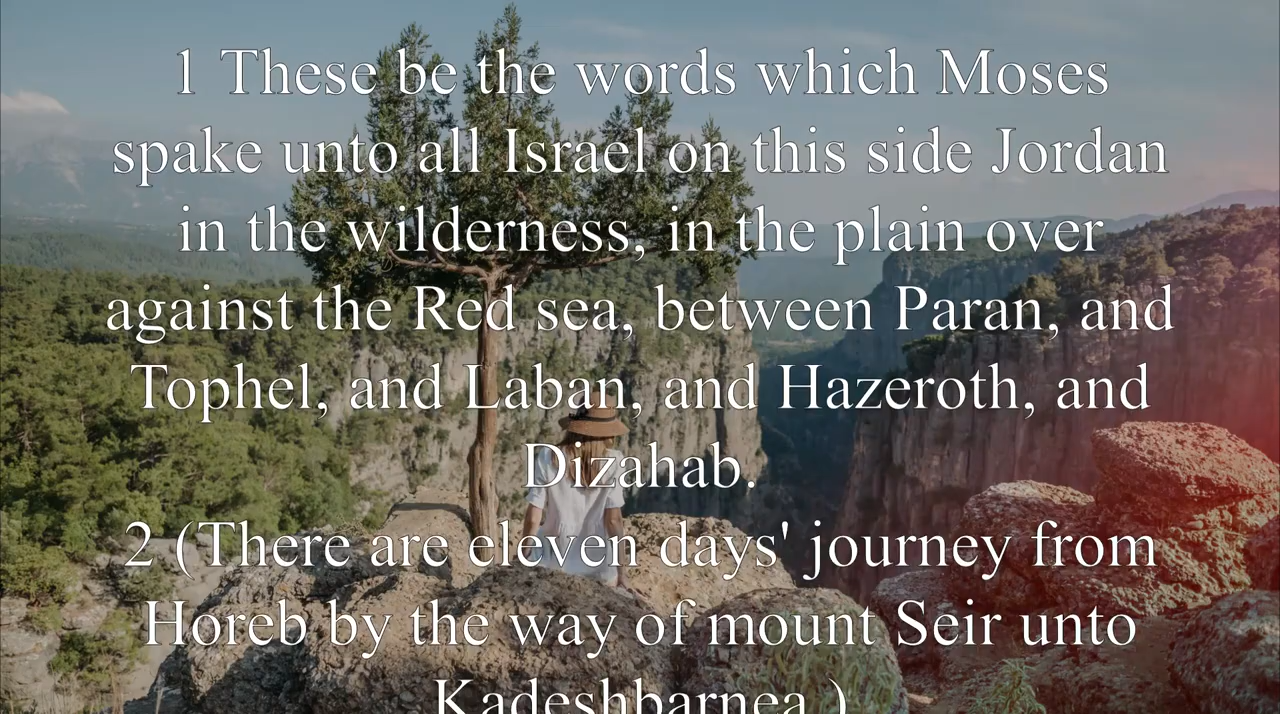 1 These be the words which Moses
spake unto all Israel on this side Jordan
in the wilderness, in the plain over
against the Red sea, between Paran, and
Tophel, and Laban, and Hazeroth, and
Dizahab.
2 (There are eleven days' journey from
Horeb by the way of mount Seir unto
Kadeshbarnea.)